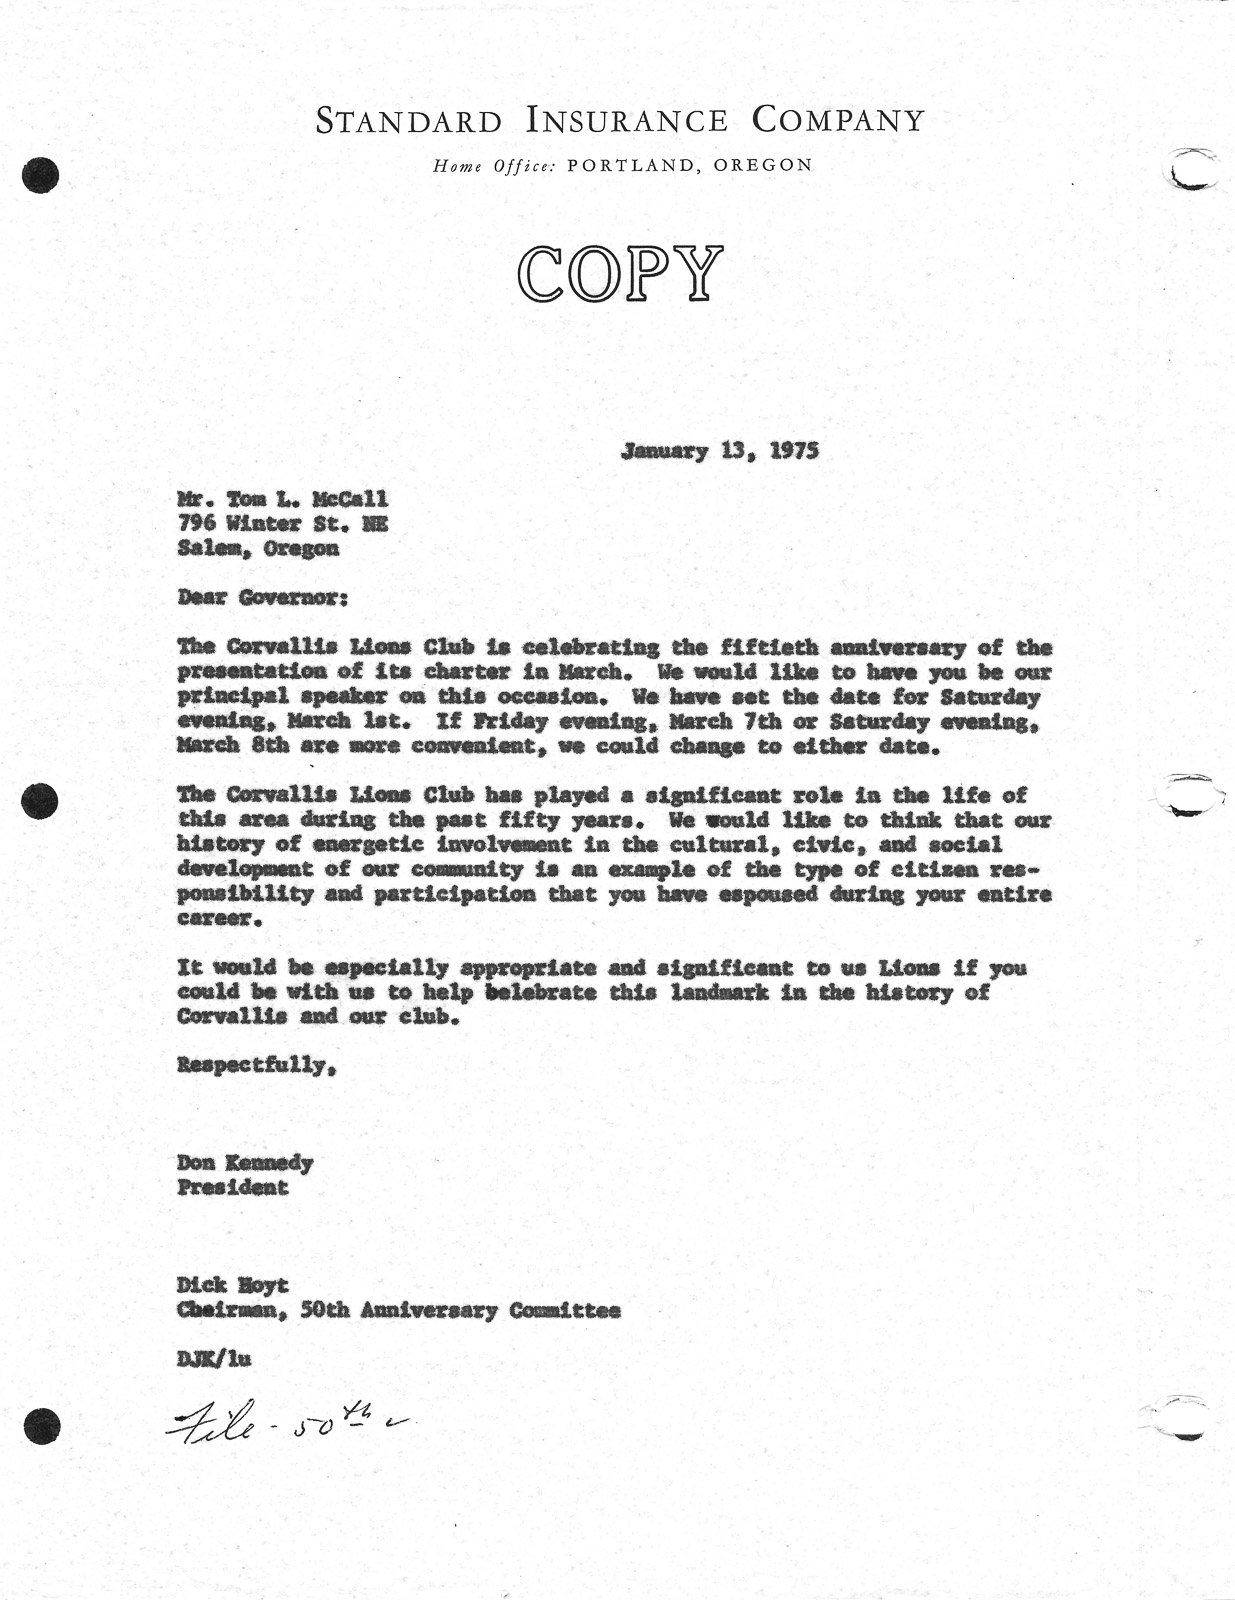 STANDARD INSURANCE COMPANY
Home Office: PORTLAND, OREGON
COPY
January 13, 1975
Mr. Tom L. McCall
796 Winter St. NE
Salem, Oregon
Dear Governor:
The Corvallis Lions Club is celebrating the fiftieth anniversary of the
presentation of its charter in March. We would like to have you be our
principal speaker on this occasion. We have set the date for Saturday
evening, March 1st. If Friday evening, March 7th or Saturday evening,
March 8th are more convenient, we could change to either date.
The Corvallis Lions Club has played a significant role in the life of
this area during the past fifty years. We would like to think that our
history of energetic involvement in the cultural, civic, and social
development of our community is an example of the type of citizen res-
ponsibility and participation that you have espoused during your entire
career.
It would be especially appropriate and significant to us Lions if you
could be with us to help belebrate this landmark in the history of
Corvallis and our club.
Respectfully,
Don Kennedy
President
Dick Hoyt
Chairman, 50th Anniversary Committee
DJK/lu
File - 50th